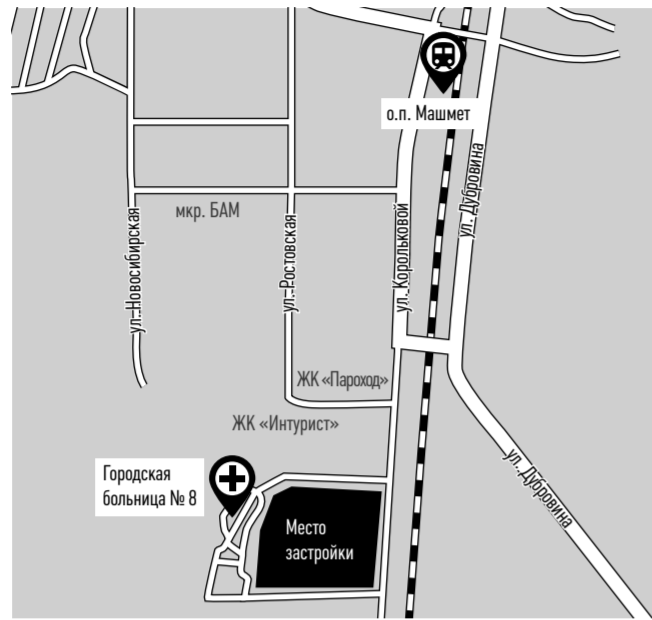 о.п. Машмет
мкр. БАМ
ул. Новосибирская
ул. Ростовская
ул. Корольковой
ул. Дубровина
ЖК «Пароход»
ЖК «Интурист»
ул. Дубровина
Городская
больница № 8
Место
застройки